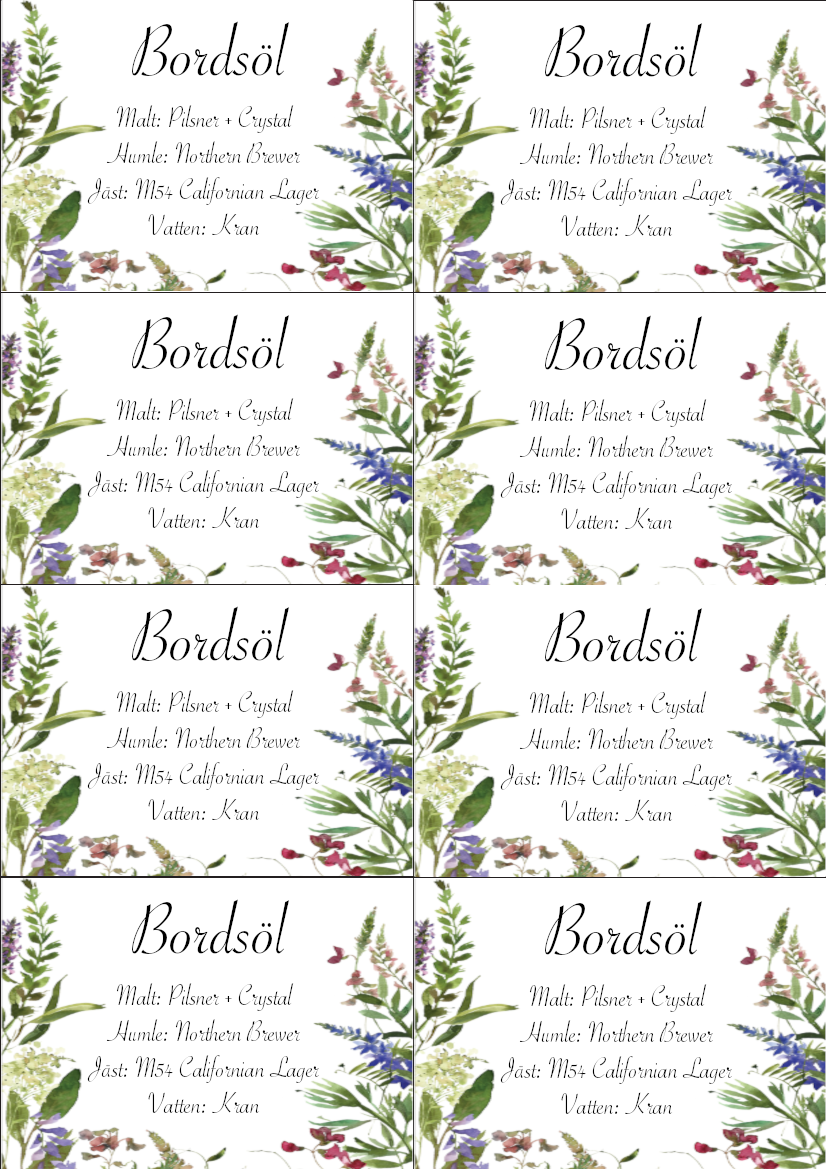 Bordsöl
Malt: Pilsner + Crystal
Humle: Northern Brewer
Jäst: M54 Californian Lager
Vatten: Kran
Bordsöl
Malt: Pilsner + Crystal
Humle: Northern Brewer
Jäst: M54 Californian Lager
Vatten: Kran
Bordsöl
Malt: Pilsner + Crystal
Humle: Northern Brewer
Jäst: M54 Californian Lager
Vatten: Kran
Bordsöl
Malt: Pilsner + Crystal
Humle: Northern Brewer
Jäst: M54 Californian Lager
Vatten: Kran
Bordsöl
Malt: Pilsner + Crystal
Humle: Northern Brewer
Jäst: M54 Californian Lager
Vatten: Kran
Bordsöl
Malt: Pilsner + Crystal
Humle: Northern Brewer
Jäst: M54 Californian Lager
Vatten: Kran
Bordsöl
Malt: Pilsner + Crystal
Humle: Northern Brewer
Jäst: M54 Californian Lager
Vatten: Kran
Bordsöl
Malt: Pilsner + Crystal
Humle: Northern Brewer
Jäst: M54 Californian Lager
Vatten: Kran